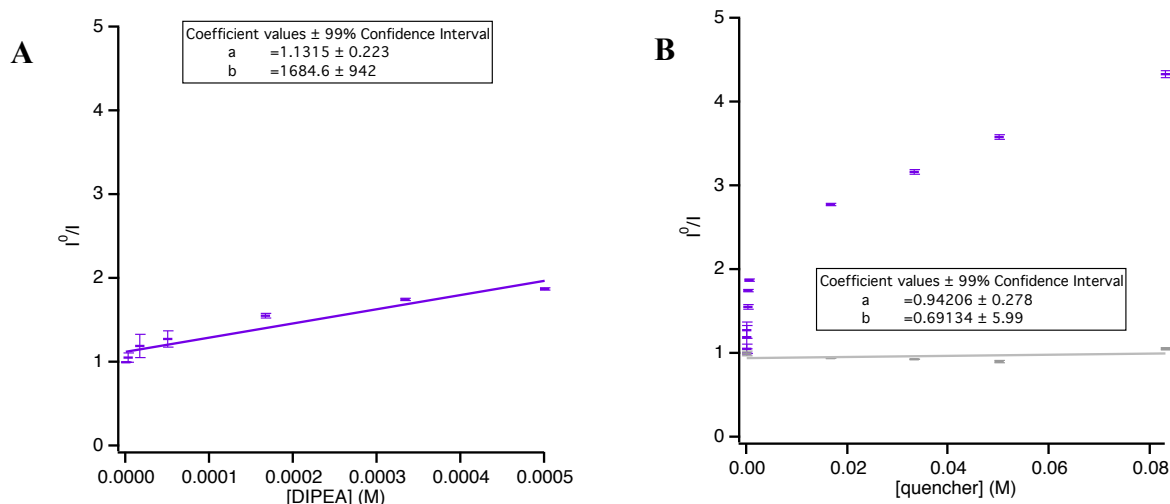 A
5
4
3
2
1
0
I⁰/I
Coefficient values ± 99% Confidence Interval
a =1.1315 ± 0.223
b =1684.6 ± 942
0.0000 0.0001 0.0002 0.0003 0.0004 0.0005
[DIPEA] (M)
B
5
4
3
2
1
0
I⁰/I
Coefficient values ± 99% Confidence Interval
a =0.94206 ± 0.278
b =0.69134 ± 5.99
0.00 0.02 0.04 0.06 0.08
[quencher] (M)